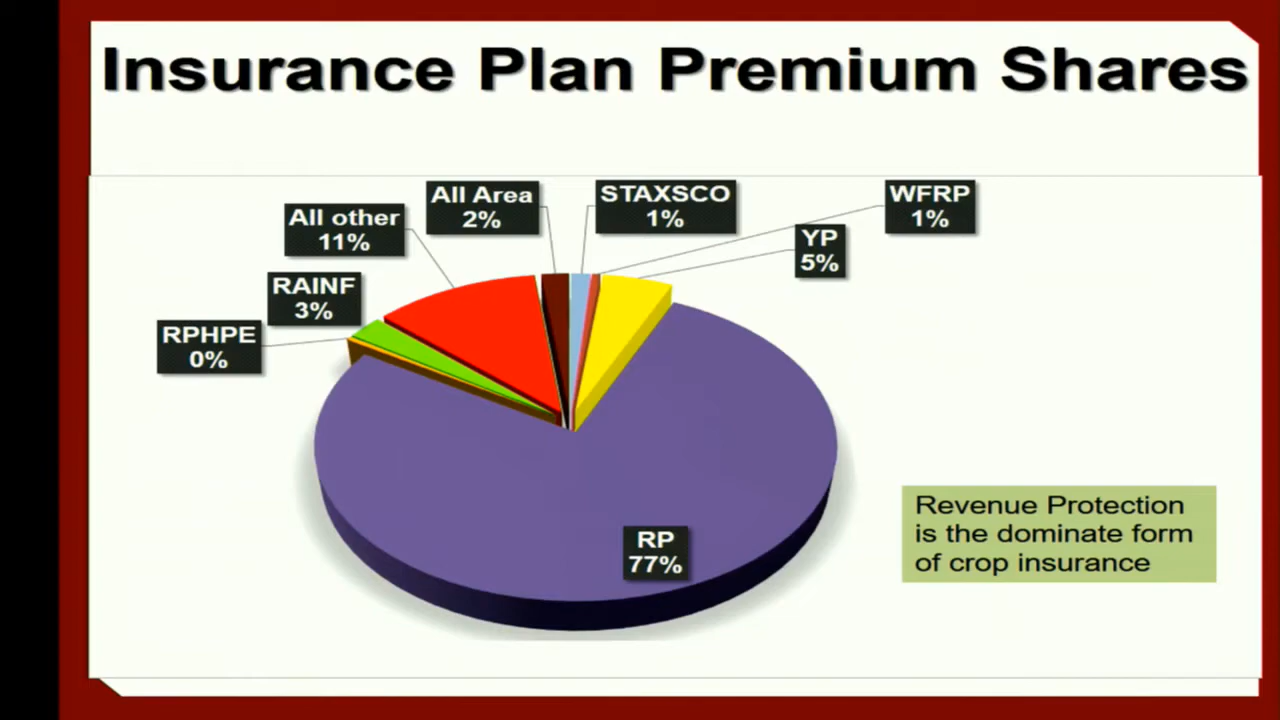 Insurance Plan Premium Shares
All Area
2%
STAXSCO
1%
WFRP
1%
All other
11%
YP
5%
RAINF
3%
RPHPE
0%
RP
77%
Revenue Protection
is the dominate form
of crop insurance